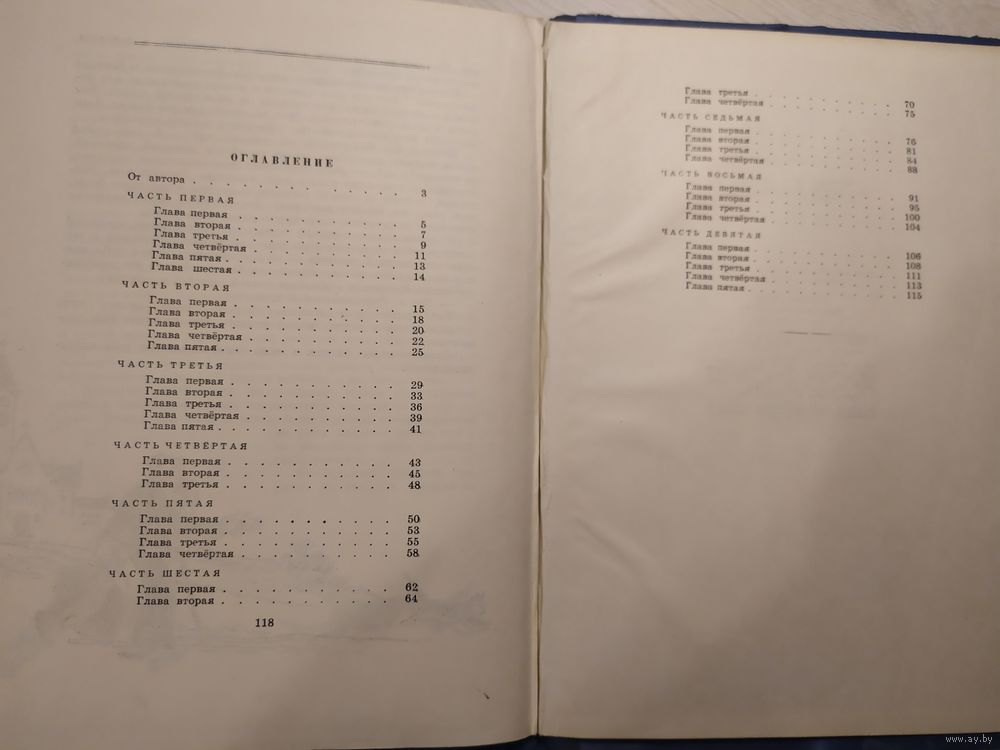 ОГЛАВЛЕНИЕ
От автора . . . . . . . . . . . . . 3
ЧАСТЬ ПЕРВАЯ
Глава первая . . . . . . . . . . . 5
Глава вторая . . . . . . . . . . . 7
Глава третья . . . . . . . . . . . 9
Глава четвёртая . . . . . . . . . . 11
Глава пятая . . . . . . . . . . . . 13
Глава шестая . . . . . . . . . . . 14
ЧАСТЬ ВТОРАЯ
Глава первая . . . . . . . . . . . 15
Глава вторая . . . . . . . . . . . 18
Глава третья . . . . . . . . . . . 20
Глава четвёртая . . . . . . . . . . 22
Глава пятая . . . . . . . . . . . . 25
ЧАСТЬ ТРЕТЬЯ
Глава первая . . . . . . . . . . . 29
Глава вторая . . . . . . . . . . . 33
Глава третья . . . . . . . . . . . 36
Глава четвёртая . . . . . . . . . . 39
Глава пятая . . . . . . . . . . . . 41
ЧАСТЬ ЧЕТВЁРТАЯ
Глава первая . . . . . . . . . . . 43
Глава вторая . . . . . . . . . . . 45
Глава третья . . . . . . . . . . . 48
ЧАСТЬ ПЯТАЯ
Глава первая . . . . . . . . . . . 50
Глава вторая . . . . . . . . . . . 53
Глава третья . . . . . . . . . . . 55
Глава четвёртая . . . . . . . . . . 58
ЧАСТЬ ШЕСТАЯ
Глава первая . . . . . . . . . . . 62
Глава вторая . . . . . . . . . . . 64
118
Глава третья . . . . . . . . . . . 70
Глава четвёртая . . . . . . . . . . 75
ЧАСТЬ СЕДЬМАЯ
Глава первая . . . . . . . . . . . 76
Глава вторая . . . . . . . . . . . 81
Глава третья . . . . . . . . . . . 84
Глава четвёртая . . . . . . . . . . 88
ЧАСТЬ ВОСЬМАЯ
Глава первая . . . . . . . . . . . 91
Глава вторая . . . . . . . . . . . 95
Глава третья . . . . . . . . . . . 100
Глава четвёртая . . . . . . . . . . 104
ЧАСТЬ ДЕВЯТАЯ
Глава первая . . . . . . . . . . . 106
Глава вторая . . . . . . . . . . . 108
Глава третья . . . . . . . . . . . 111
Глава четвёртая . . . . . . . . . . 113
Глава пятая . . . . . . . . . . . . 115
www.ay.by